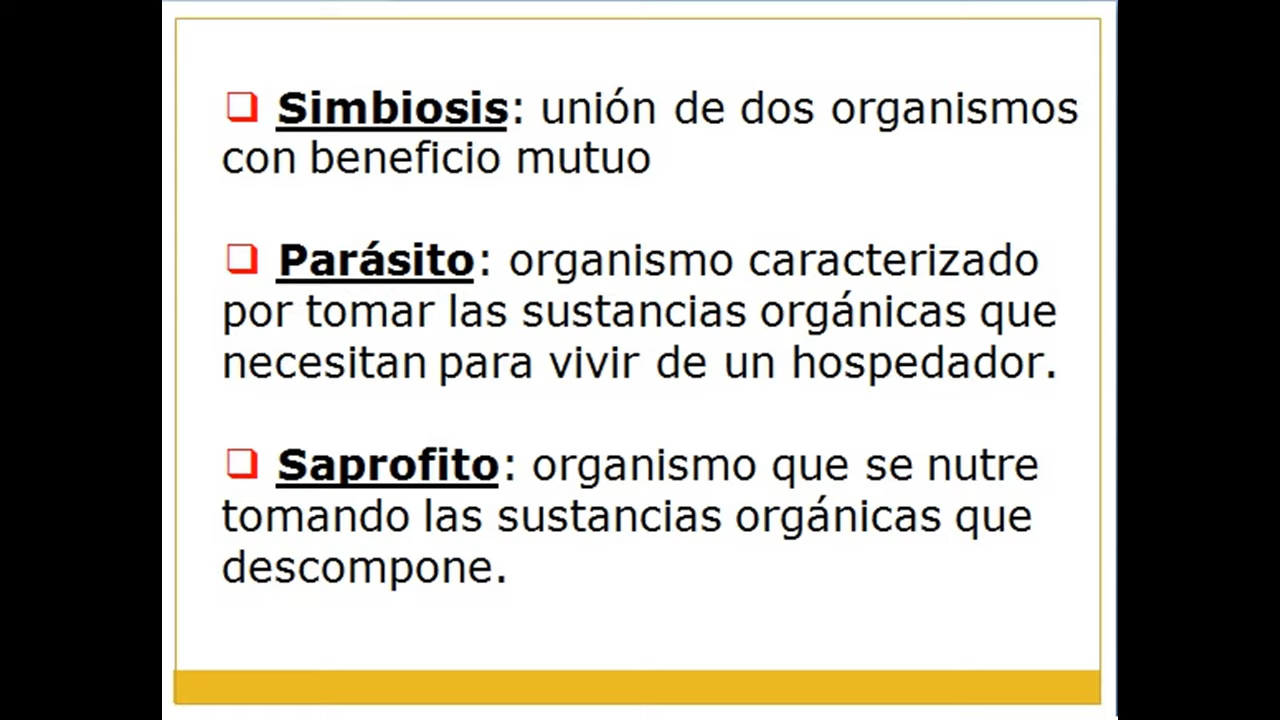 ❑ Simbiosis: unión de dos organismos
con beneficio mutuo
❑ Parásito: organismo caracterizado
por tomar las sustancias orgánicas que
necesitan para vivir de un hospedador.
❑ Saprofito: organismo que se nutre
tomando las sustancias orgánicas que
descompone.